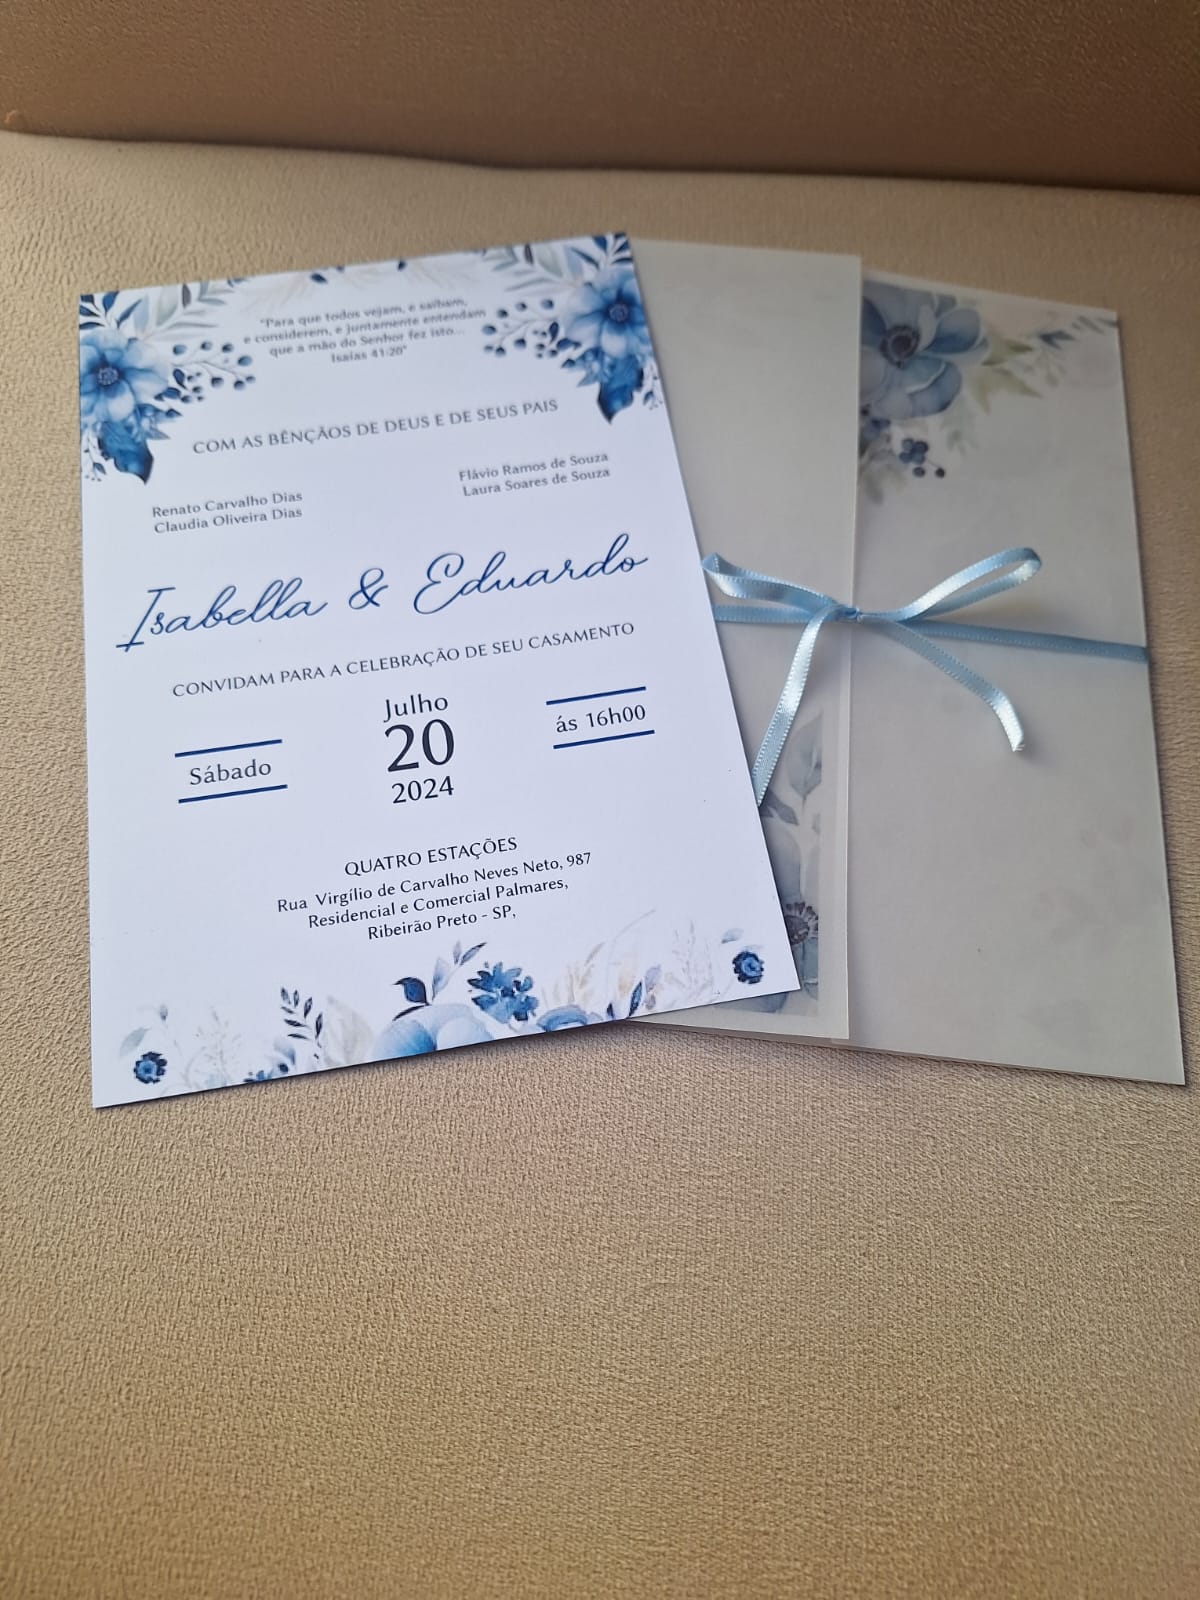 "Para que todos vejam, e saibam,
e considerem, e juntamente entendam
que a mão do Senhor fez isto...
Isaías 41:20"
COM AS BÊNÇÃOS DE DEUS E DE SEUS PAIS
Renato Carvalho Dias
Claudia Oliveira Dias
Flávio Ramos de Souza
Laura Soares de Souza
Isabella & Eduardo
CONVIDAM PARA A CELEBRAÇÃO DE SEU CASAMENTO
Sábado
Julho
20
2024
ás 16h00
QUATRO ESTAÇÕES
Rua Virgílio de Carvalho Neves Neto, 987
Residencial e Comercial Palmares,
Ribeirão Preto - SP,